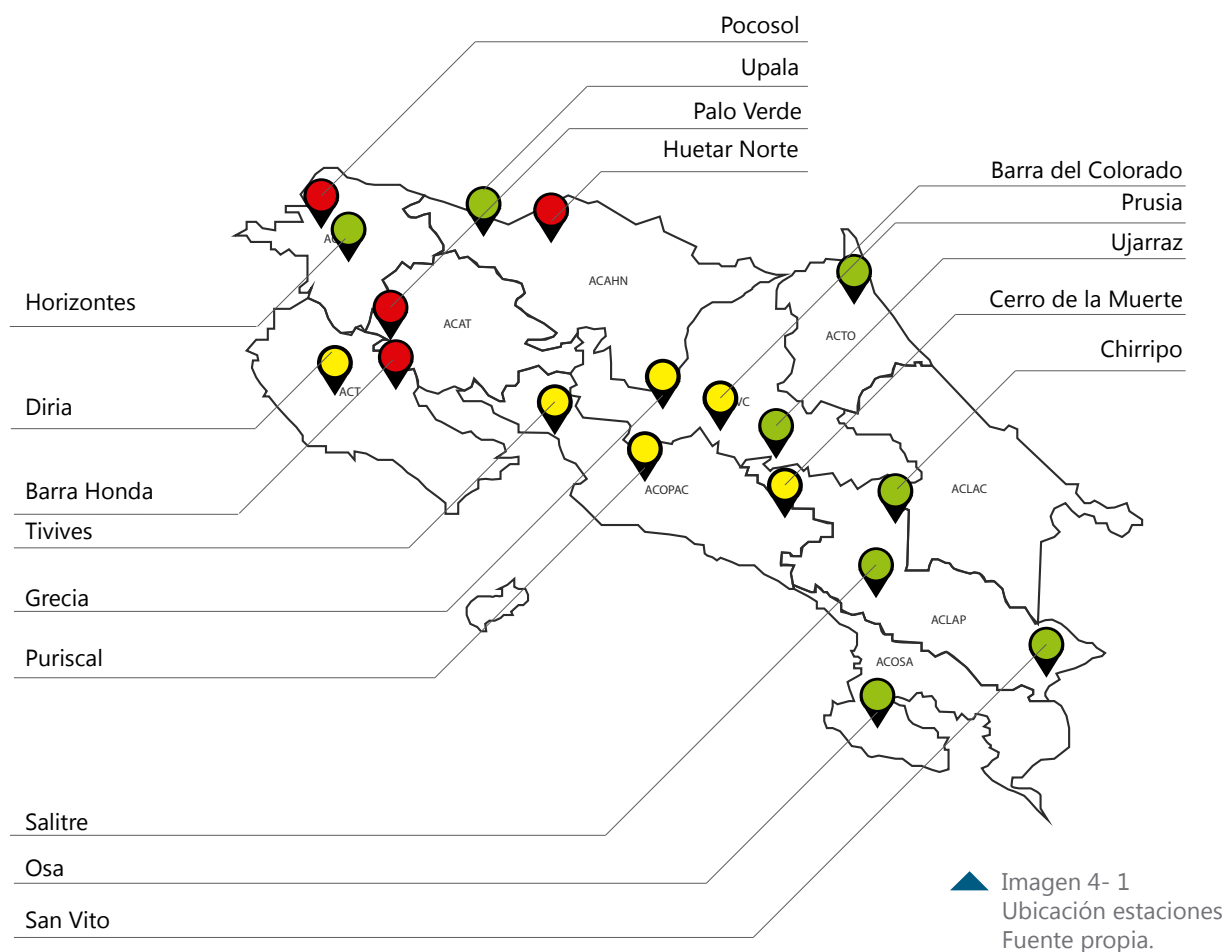 Pocosol
Upala
Palo Verde
Huetar Norte
Barra del Colorado
Prusia
Ujarraz
Cerro de la Muerte
Chirripo
Horizontes
Diria
Barra Honda
Tivives
Grecia
Puriscal
Salitre
Osa
San Vito
ACAHN
ACAT
ACT
ACTO
VC
ACOPAC
ACLAC
ACLAP
ACOSA
Imagen 4- 1
Ubicación estaciones
Fuente propia.